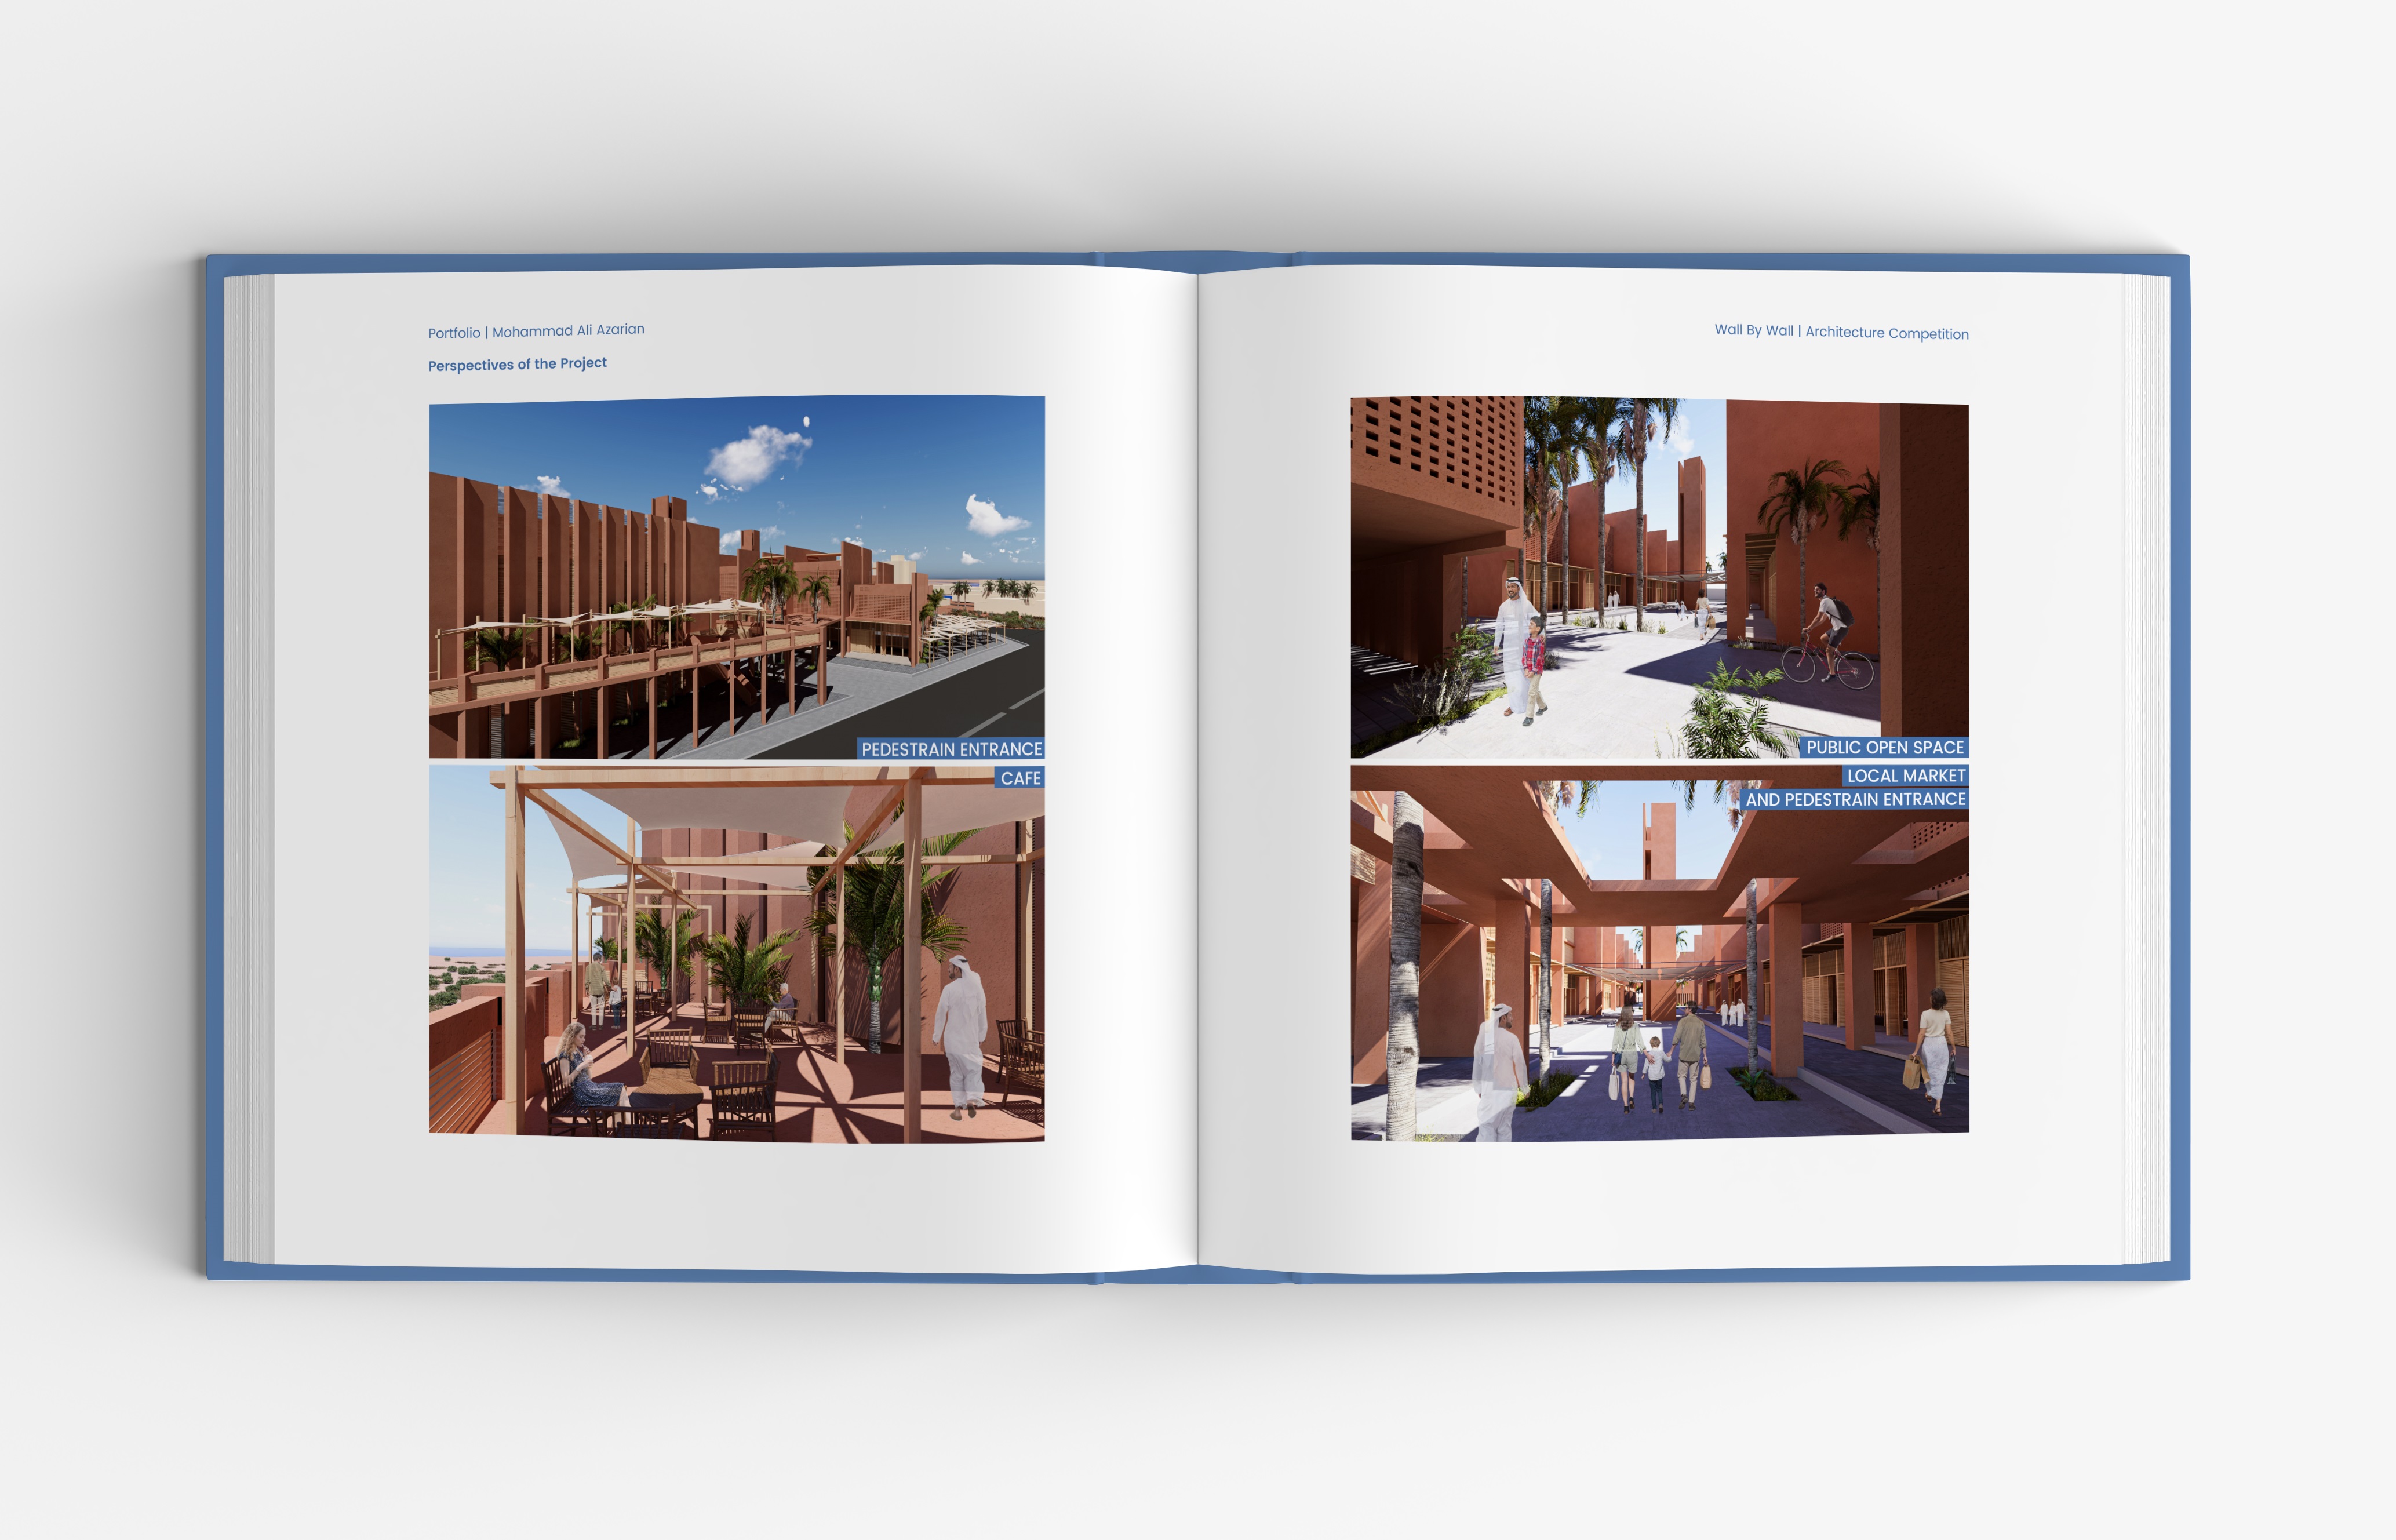 Portfolio | Mohammad Ali Azarian
Perspectives of the Project
PEDESTRAIN ENTRANCE
CAFE
Wall By Wall | Architecture Competition
PUBLIC OPEN SPACE
LOCAL MARKET
AND PEDESTRAIN ENTRANCE